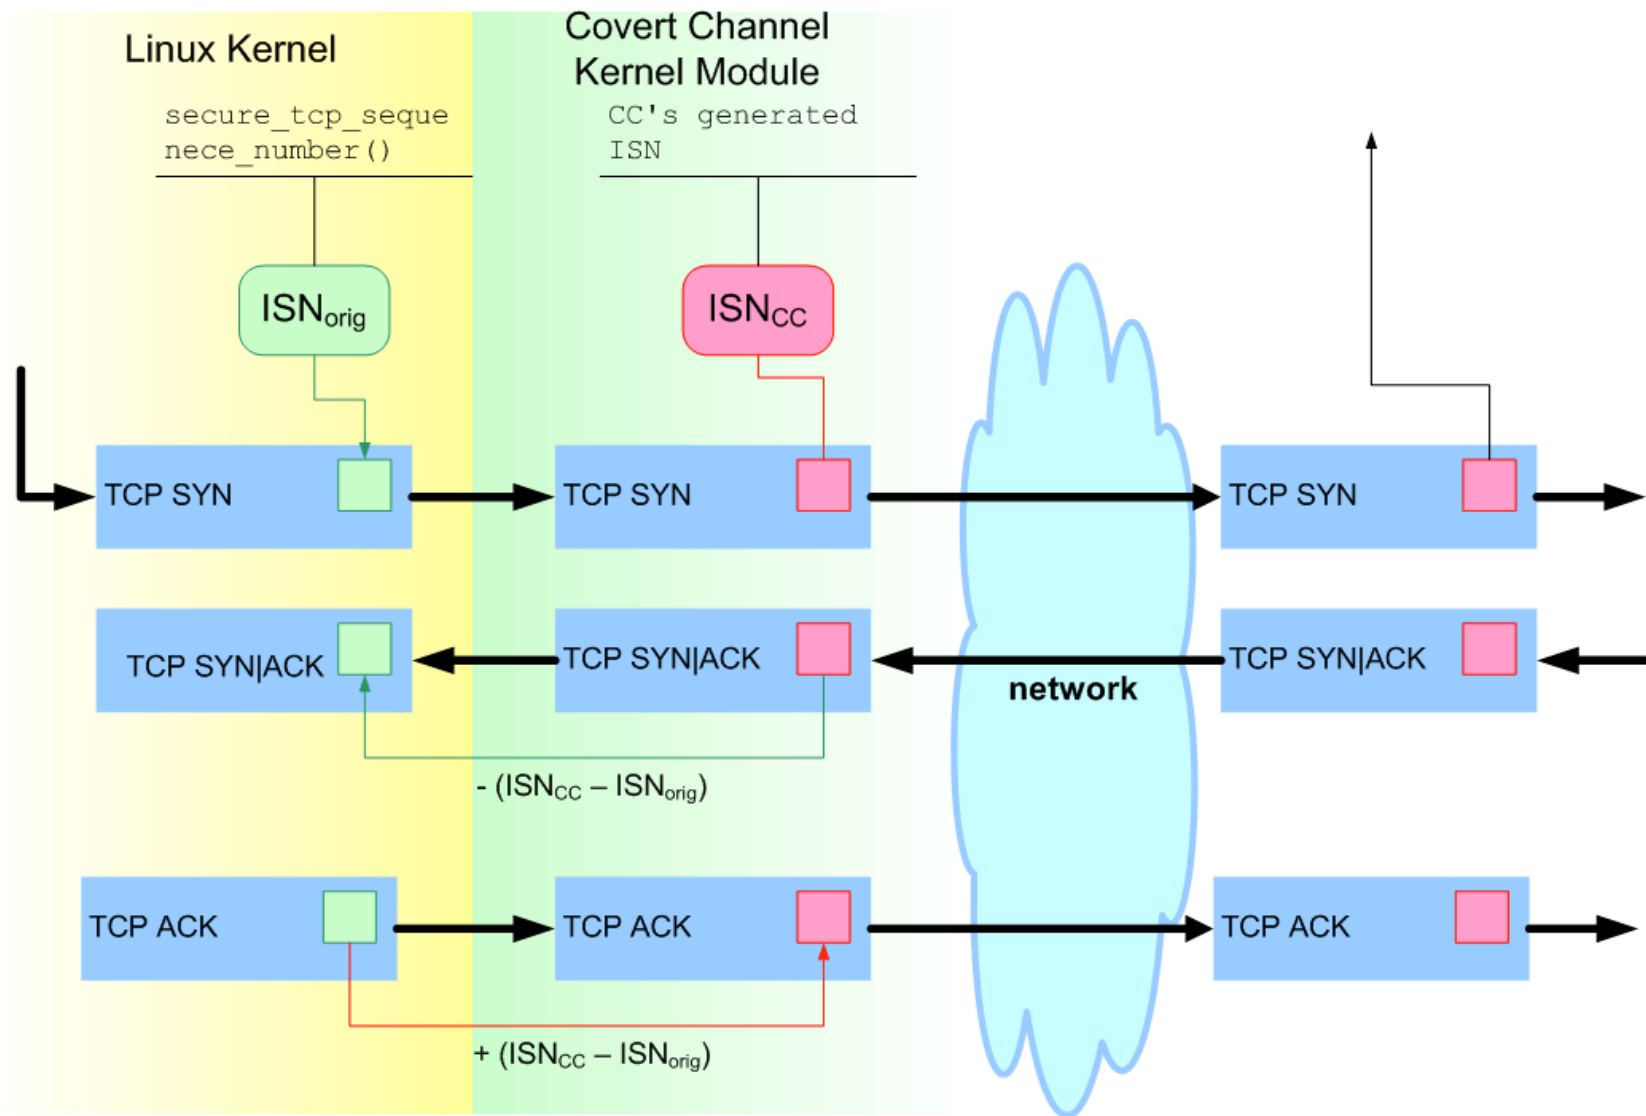 Linux Kernel
Covert Channel
Kernel Module
secure_tcp_seque
nece_number()
CC's generated
ISN
ISNorig
ISNCC
TCP SYN
TCP SYN
TCP SYN
TCP SYN|ACK
TCP SYN|ACK
TCP SYN|ACK
network
- (ISNCC – ISNorig)
TCP ACK
TCP ACK
TCP ACK
+ (ISNCC – ISNorig)